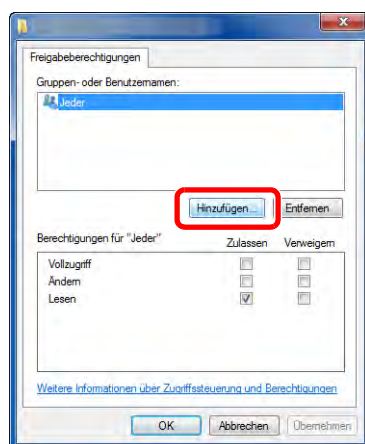 Freigabeberechtigungen
Gruppen- oder Benutzernamen:
Jeder
Hinzufügen... Entfernen
Berechtigungen für "Jeder" Zulassen Verweigern
Vollzugriff
Ändern
Lesen
Weitere Informationen über Zugriffssteuerung und Berechtigungen
OK Abbrechen Übernehmen